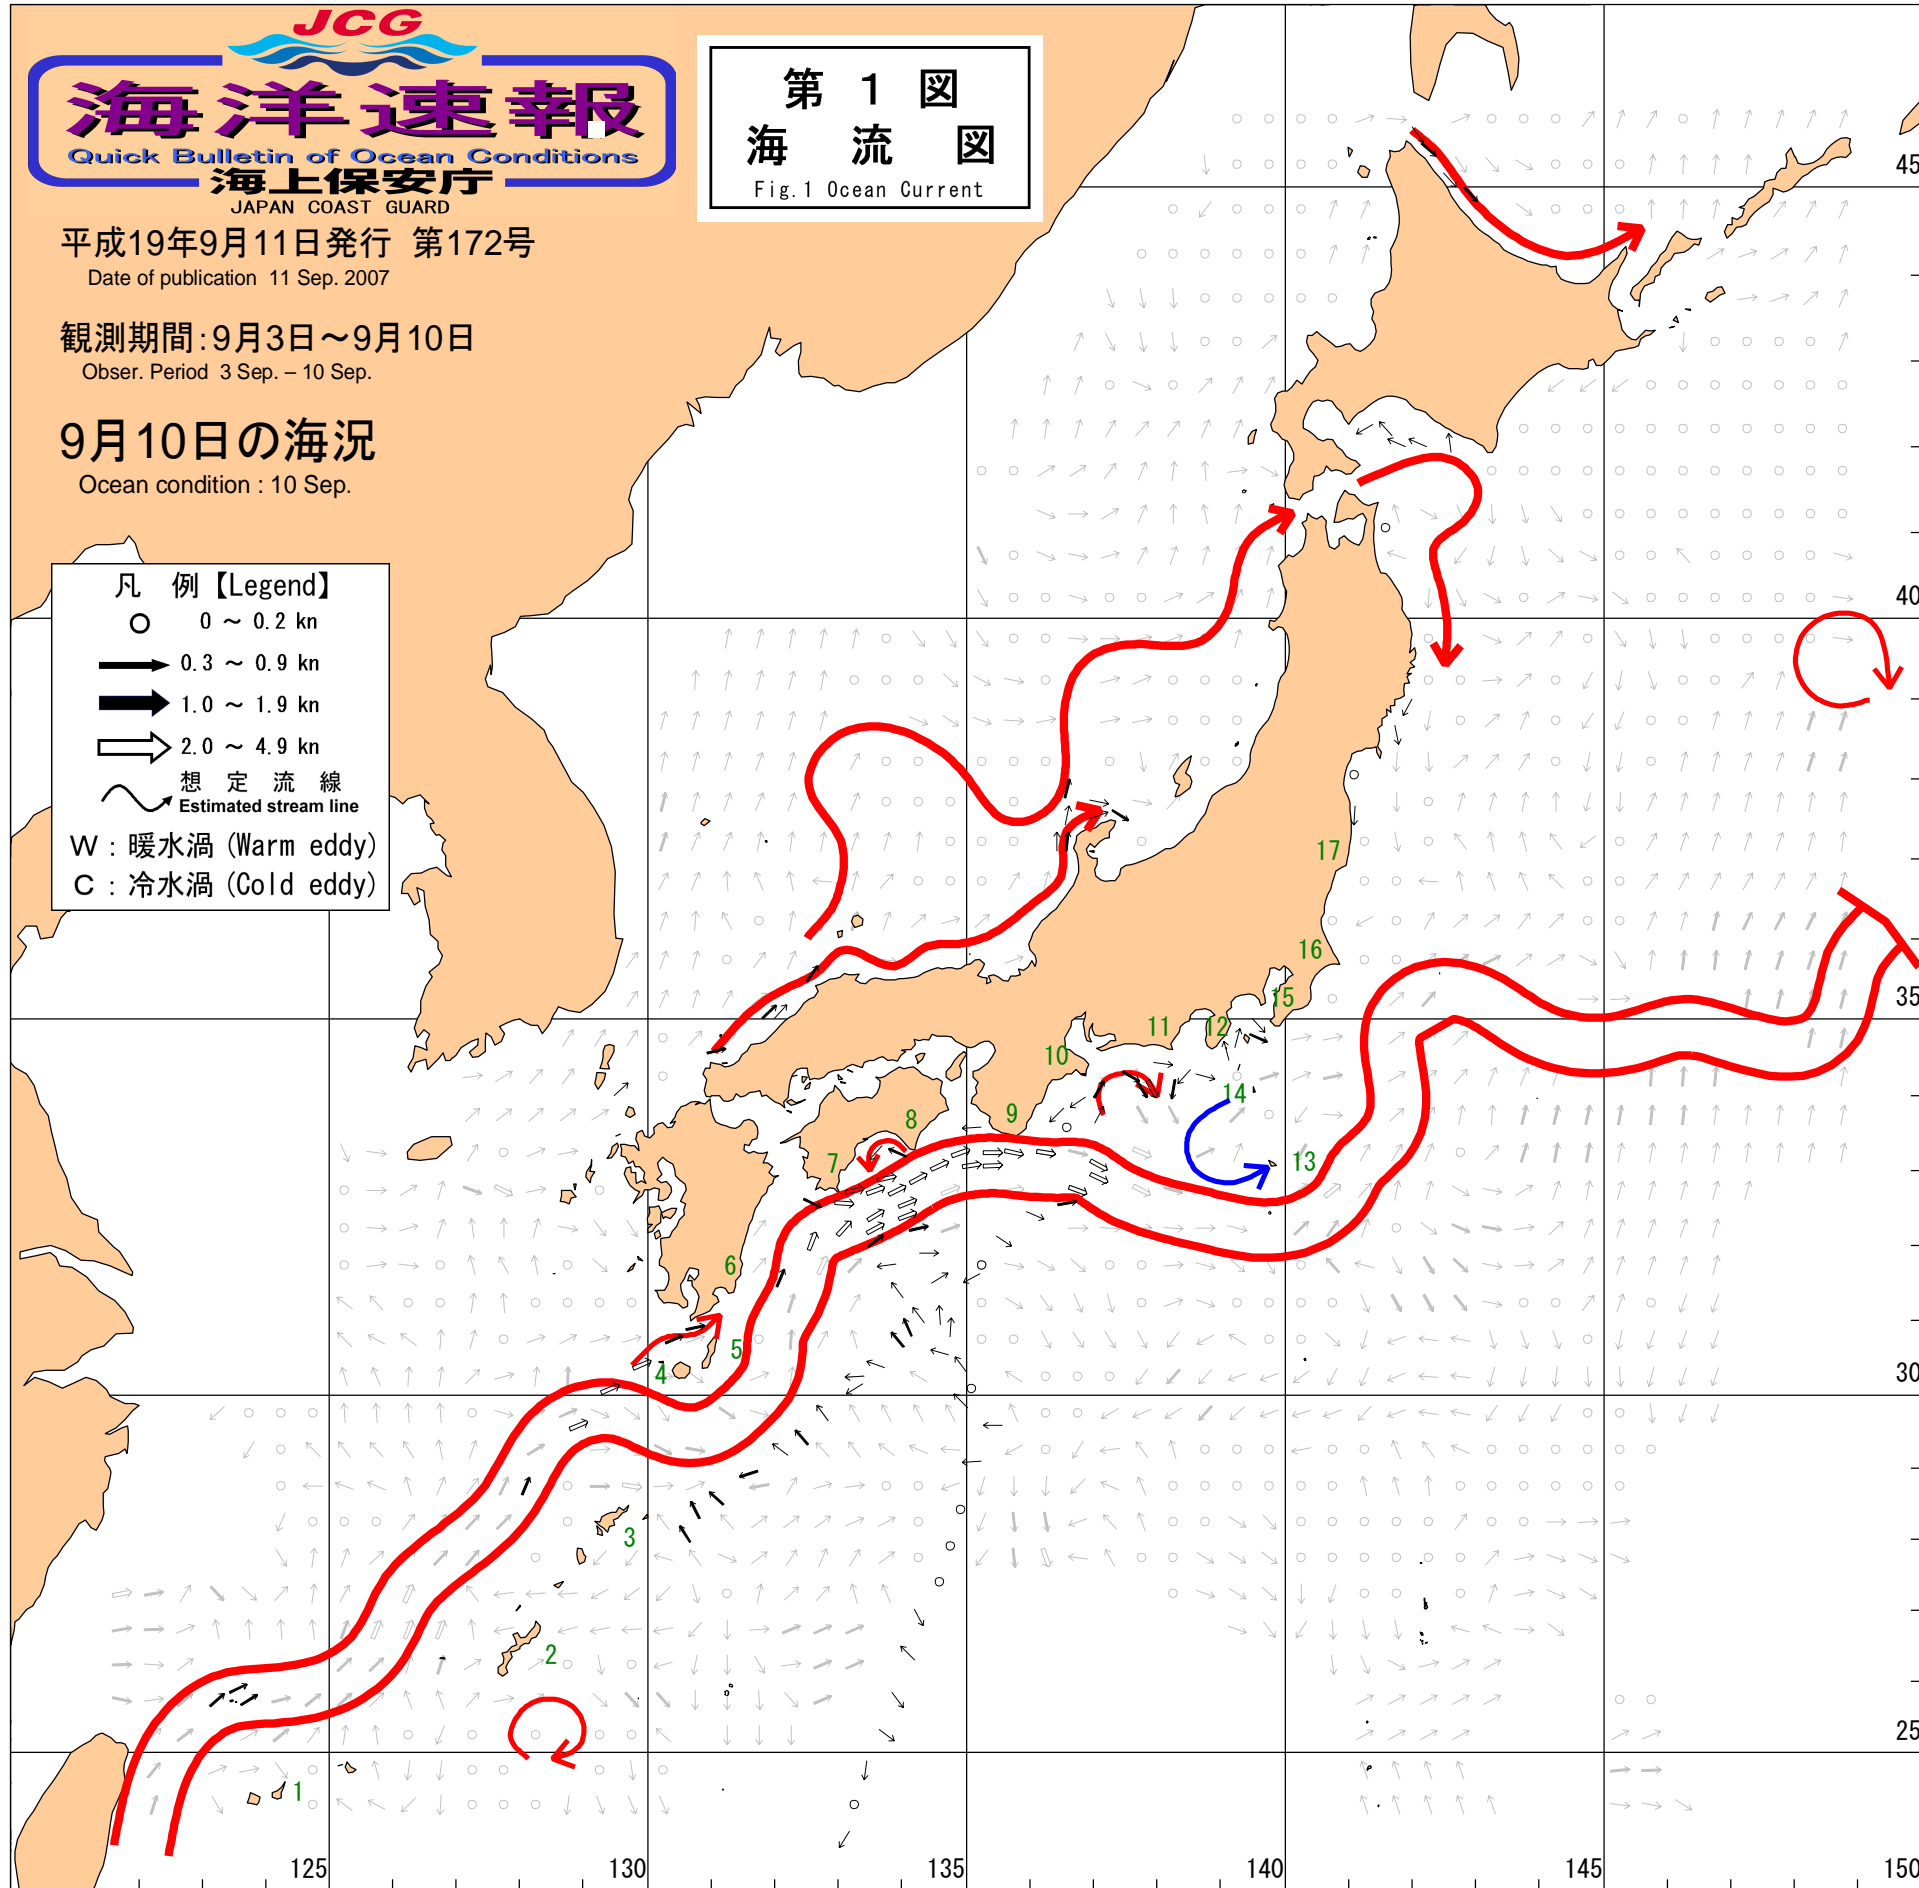 JCG
海洋速報
Quick Bulletin of Ocean Conditions
海上保安庁
JAPAN COAST GUARD
平成19年9月11日発行 第172号
Date of publication 11 Sep. 2007
観測期間:9月3日～9月10日
Obser. Period 3 Sep. – 10 Sep.
9月10日の海況
Ocean condition : 10 Sep.
第 1 図
海 流 図
Fig.1 Ocean Current
凡 例【Legend】
0 ～ 0.2 kn
0.3 ～ 0.9 kn
1.0 ～ 1.9 kn
2.0 ～ 4.9 kn
想 定 流 線
Estimated stream line
W : 暖水渦 (Warm eddy)
C : 冷水渦 (Cold eddy)
45
40
35
30
25
17
16
15
14
13
12
11
10
9
8
7
6
5
4
3
2
1
125
130
135
140
145
150